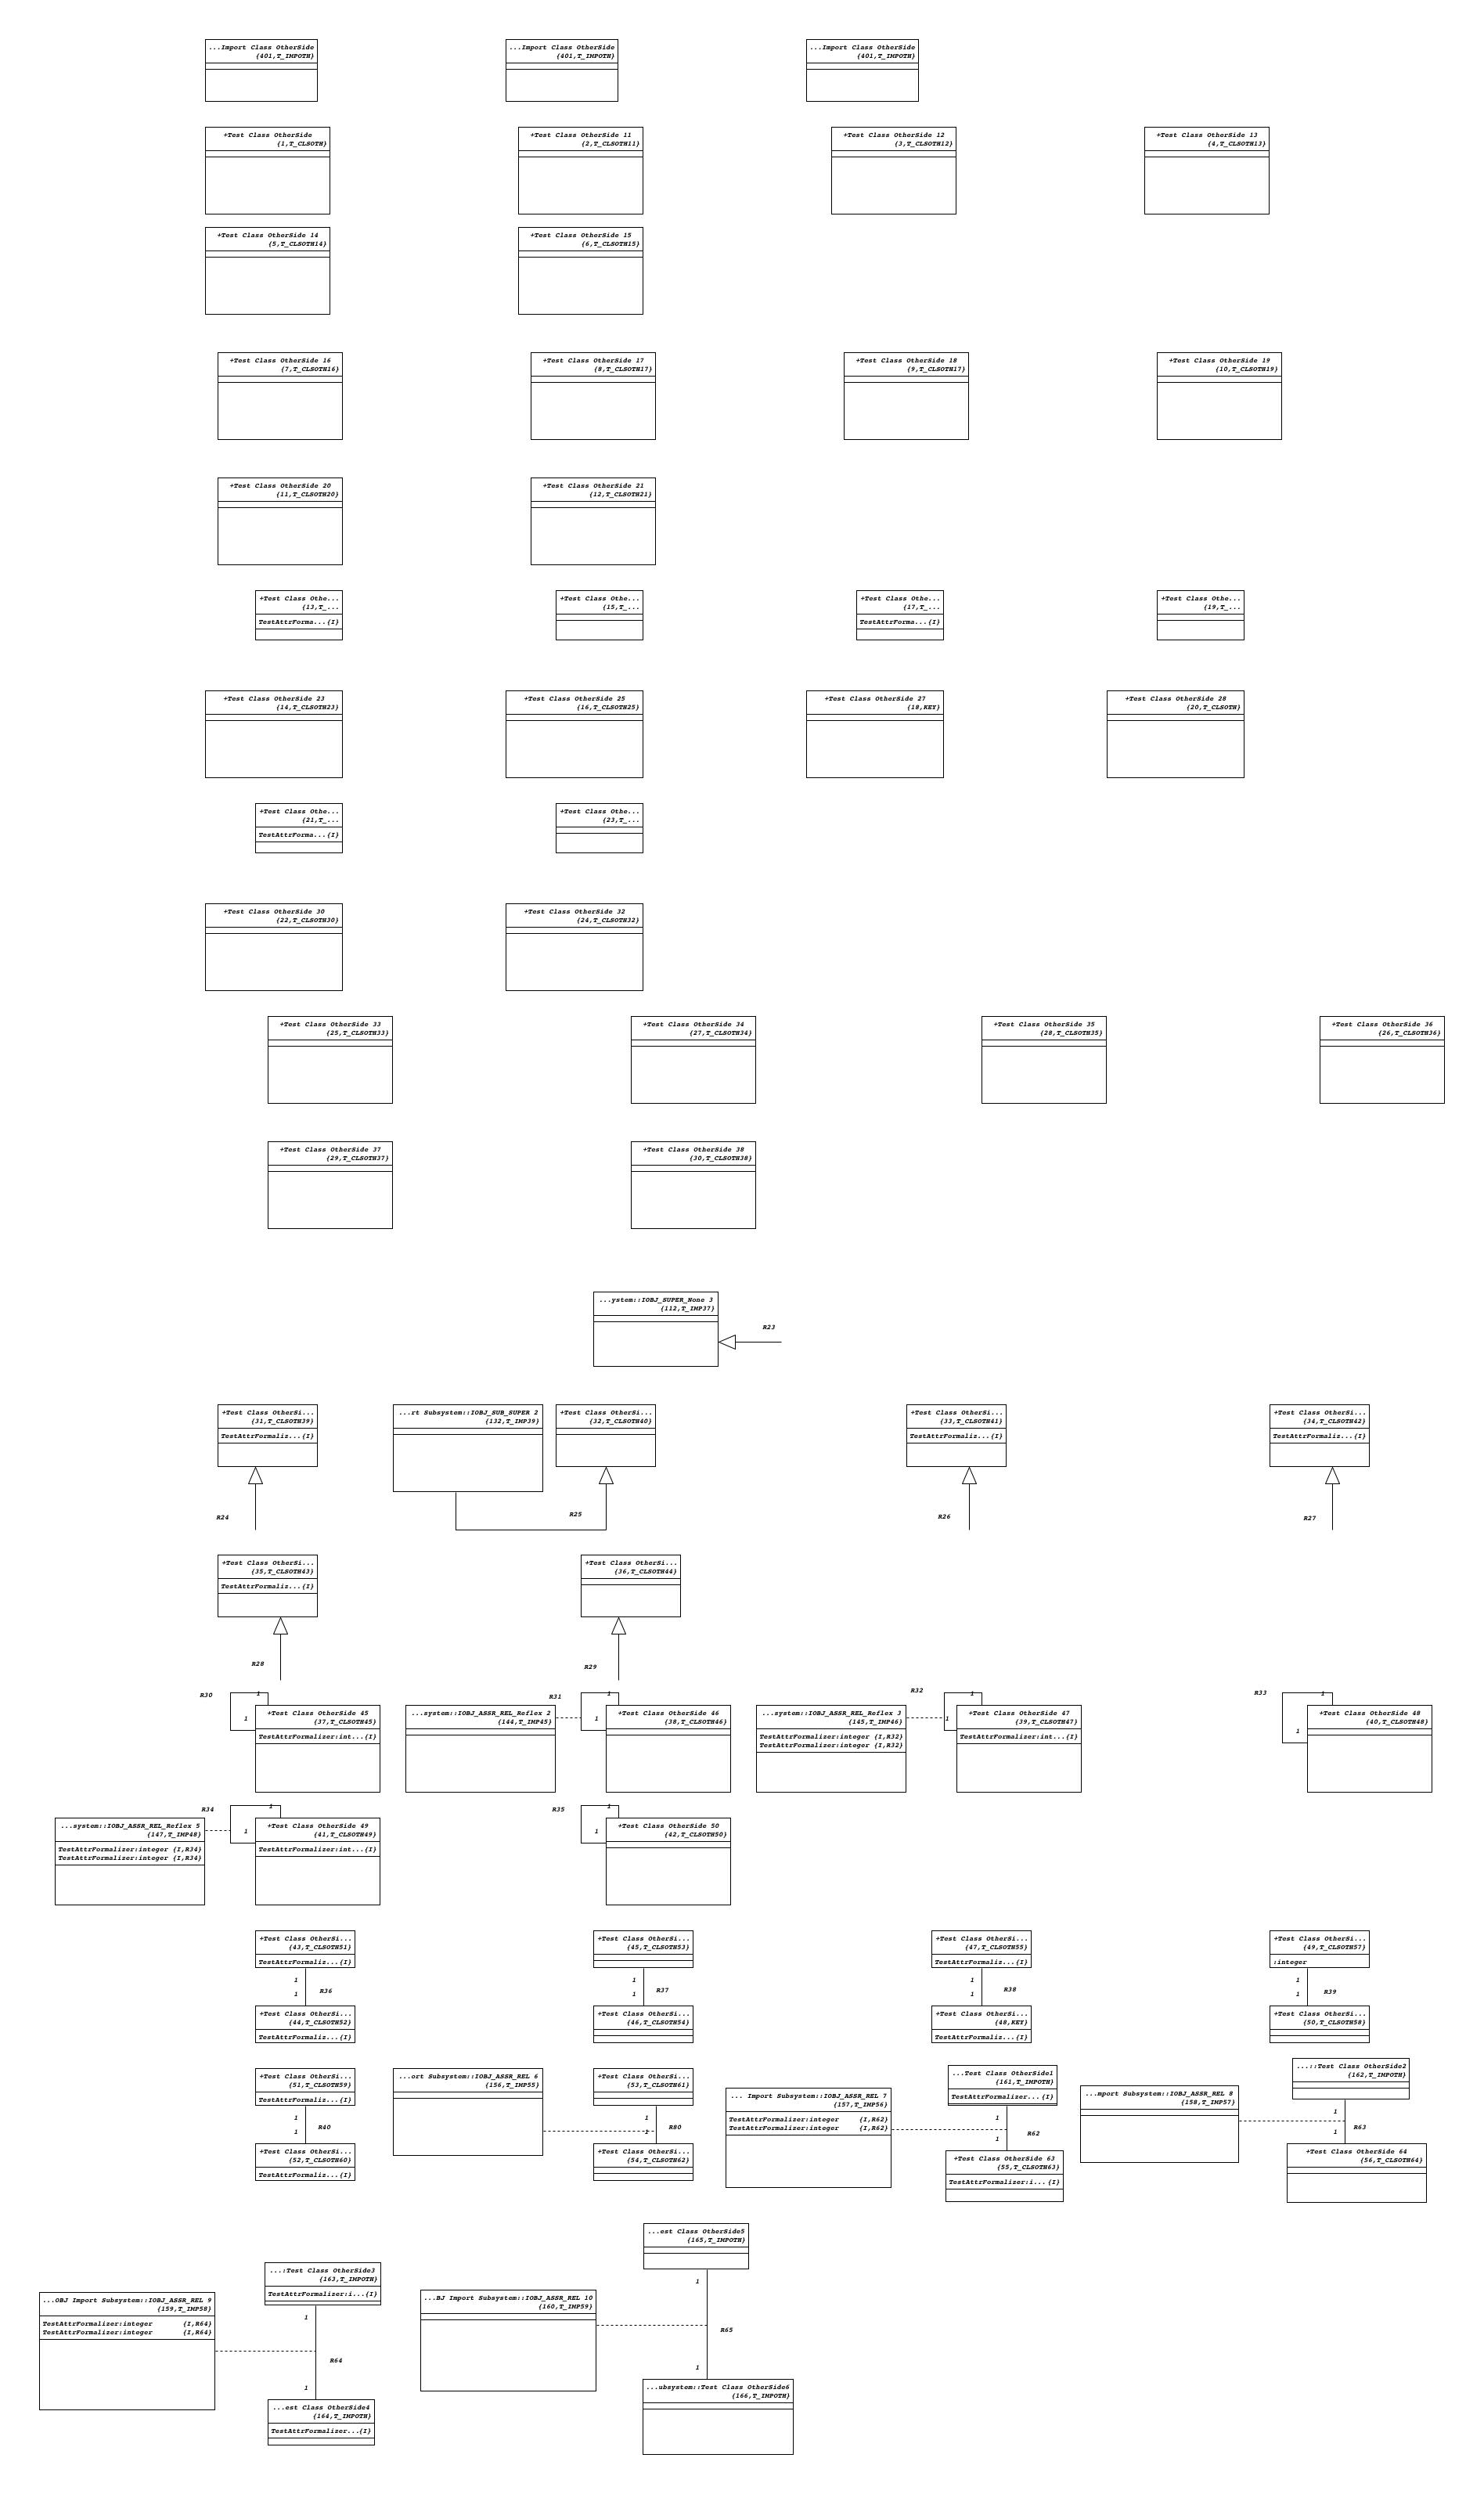 ...Import Class OtherSide
{401,T_IMPOTH}
...Import Class OtherSide
{401,T_IMPOTH}
...Import Class OtherSide
{401,T_IMPOTH}
+Test Class OtherSide
{1,T_CLSOTH}
+Test Class OtherSide 11
{2,T_CLSOTH11}
+Test Class OtherSide 12
{3,T_CLSOTH12}
+Test Class OtherSide 13
{4,T_CLSOTH13}
+Test Class OtherSide 14
{5,T_CLSOTH14}
+Test Class OtherSide 15
{6,T_CLSOTH15}
+Test Class OtherSide 16
{7,T_CLSOTH16}
+Test Class OtherSide 17
{8,T_CLSOTH17}
+Test Class OtherSide 18
{9,T_CLSOTH17}
+Test Class OtherSide 19
{10,T_CLSOTH19}
+Test Class OtherSide 20
{11,T_CLSOTH20}
+Test Class OtherSide 21
{12,T_CLSOTH21}
+Test Class Othe...
{13,T_...
TestAttrForma...{I}
+Test Class Othe...
{15,T_...
+Test Class Othe...
{17,T_...
TestAttrForma...{I}
+Test Class Othe...
{19,T_...
+Test Class OtherSide 23
{14,T_CLSOTH23}
+Test Class OtherSide 25
{16,T_CLSOTH25}
+Test Class OtherSide 27
{18,KEY}
+Test Class OtherSide 28
{20,T_CLSOTH}
+Test Class Othe...
{21,T_...
TestAttrForma...{I}
+Test Class Othe...
{23,T_...
+Test Class OtherSide 30
{22,T_CLSOTH30}
+Test Class OtherSide 32
{24,T_CLSOTH32}
+Test Class OtherSide 33
{25,T_CLSOTH33}
+Test Class OtherSide 34
{27,T_CLSOTH34}
+Test Class OtherSide 35
{28,T_CLSOTH35}
+Test Class OtherSide 36
{26,T_CLSOTH36}
+Test Class OtherSide 37
{29,T_CLSOTH37}
+Test Class OtherSide 38
{30,T_CLSOTH38}
...ystem::IOBJ_SUPER_None 3
{112,T_IMP37}
R23
+Test Class OtherSi...
{31,T_CLSOTH39}
TestAttrFormaliz...{I}
...rt Subsystem::IOBJ_SUB_SUPER 2
{132,T_IMP39}
+Test Class OtherSi...
{32,T_CLSOTH40}
+Test Class OtherSi...
{33,T_CLSOTH41}
TestAttrFormaliz...{I}
+Test Class OtherSi...
{34,T_CLSOTH42}
TestAttrFormaliz...{I}
R24
R25
R26
R27
+Test Class OtherSi...
{35,T_CLSOTH43}
TestAttrFormaliz...{I}
+Test Class OtherSi...
{36,T_CLSOTH44}
R28
R29
R30
1
1
+Test Class OtherSide 45
{37,T_CLSOTH45}
TestAttrFormalizer:int...{I}
...system::IOBJ_ASSR_REL_Reflex 2
{144,T_IMP45}
R31
1
1
+Test Class OtherSide 46
{38,T_CLSOTH46}
...system::IOBJ_ASSR_REL_Reflex 3
{145,T_IMP46}
TestAttrFormalizer:integer {I,R32}
TestAttrFormalizer:integer {I,R32}
R32
1
1
+Test Class OtherSide 47
{39,T_CLSOTH47}
TestAttrFormalizer:int...{I}
R33
1
1
+Test Class OtherSide 48
{40,T_CLSOTH48}
...system::IOBJ_ASSR_REL_Reflex 5
{147,T_IMP48}
TestAttrFormalizer:integer {I,R34}
TestAttrFormalizer:integer {I,R34}
R34
1
1
+Test Class OtherSide 49
{41,T_CLSOTH49}
TestAttrFormalizer:int...{I}
R35
1
1
+Test Class OtherSide 50
{42,T_CLSOTH50}
+Test Class OtherSi...
{43,T_CLSOTH51}
TestAttrFormaliz...{I}
1
1
R36
+Test Class OtherSi...
{44,T_CLSOTH52}
TestAttrFormaliz...{I}
+Test Class OtherSi...
{45,T_CLSOTH53}
1
1
R37
+Test Class OtherSi...
{46,T_CLSOTH54}
+Test Class OtherSi...
{47,T_CLSOTH55}
TestAttrFormaliz...{I}
1
1
R38
+Test Class OtherSi...
{48,KEY}
TestAttrFormaliz...{I}
+Test Class OtherSi...
{49,T_CLSOTH57}
:integer
1
1
R39
+Test Class OtherSi...
{50,T_CLSOTH58}
+Test Class OtherSi...
{51,T_CLSOTH59}
TestAttrFormaliz...{I}
1
1
R40
+Test Class OtherSi...
{52,T_CLSOTH60}
TestAttrFormaliz...{I}
...ort Subsystem::IOBJ_ASSR_REL 6
{156,T_IMP55}
+Test Class OtherSi...
{53,T_CLSOTH61}
1
1
R80
+Test Class OtherSi...
{54,T_CLSOTH62}
... Import Subsystem::IOBJ_ASSR_REL 7
{157,T_IMP56}
TestAttrFormalizer:integer {I,R62}
TestAttrFormalizer:integer {I,R62}
...Test Class OtherSide1
{161,T_IMPOTH}
TestAttrFormalizer...{I}
1
1
R62
+Test Class OtherSide 63
{55,T_CLSOTH63}
TestAttrFormalizer:i...{I}
...mport Subsystem::IOBJ_ASSR_REL 8
{158,T_IMP57}
...::Test Class OtherSide2
{162,T_IMPOTH}
1
1
R63
+Test Class OtherSide 64
{56,T_CLSOTH64}
...OBJ Import Subsystem::IOBJ_ASSR_REL 9
{159,T_IMP58}
TestAttrFormalizer:integer {I,R64}
TestAttrFormalizer:integer {I,R64}
...:Test Class OtherSide3
{163,T_IMPOTH}
TestAttrFormalizer:i...{I}
1
R64
1
...est Class OtherSide4
{164,T_IMPOTH}
TestAttrFormalizer...{I}
...BJ Import Subsystem::IOBJ_ASSR_REL 10
{160,T_IMP59}
...est Class OtherSide5
{165,T_IMPOTH}
1
R65
1
...ubsystem::Test Class OtherSide6
{166,T_IMPOTH}